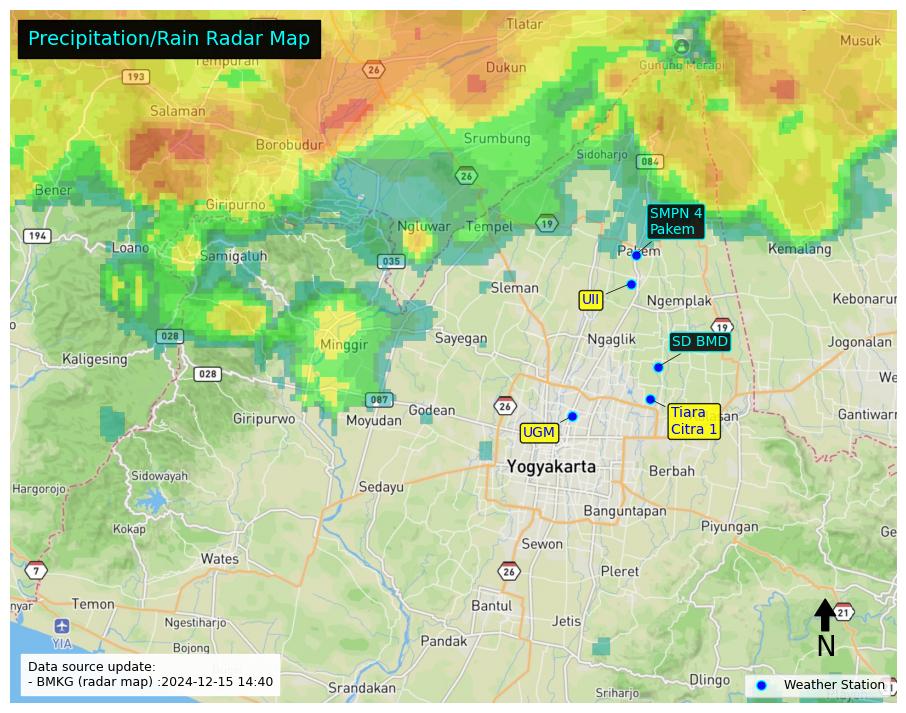 Precipitation/Rain Radar Map
Tlatar
Musuk
Tempuran
193
26
Dukun
Gunung Merapi
Salaman
Borobudur
Srumbung
Sidoharjo
084
Bener
26
Giripurno
SMPN 4
Pakem
194
Ngluwar
Tempel
19
Loano
Samigaluh
035
Pakem
Kemalang
Sleman
UII
Ngemplak
Kebonaru
19
028
Minggir
Sayegan
Ngaglik
SD BMD
Jogonalan
Kaligesing
028
We
087
26
Giripurwo
Moyudan
Godean
UGM
Tiara
Citra 1
san
Gantiwar
Yogyakarta
Berbah
Hargorojo
Sidowayah
Sedayu
Banguntapan
Kokap
Piyungan
Ge
Sewon
Wates
7
26
Pleret
nyar
Temon
Bantul
21
Ngestiharjo
Jetis
YIA
Bojong
Pandak
N
Data source update:
- BMKG (radar map) :2024-12-15 14:40
Srandakan
Sriharjo
Dlingo
Weather Station